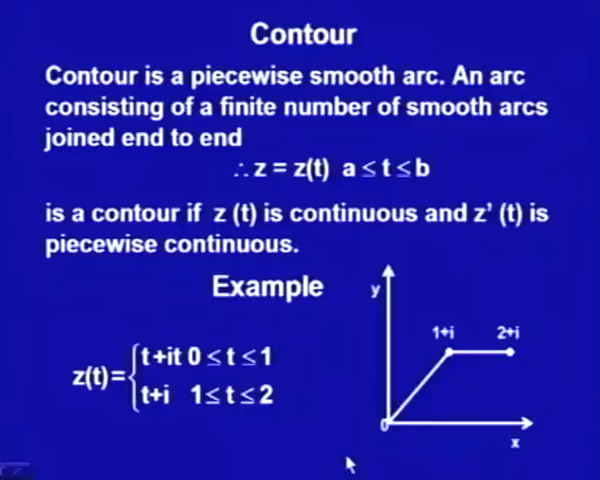 Contour
Contour is a piecewise smooth arc. An arc
consisting of a finite number of smooth arcs
joined end to end
∴ z = z(t) a ≤ t ≤ b
is a contour if z (t) is continuous and z' (t) is
piecewise continuous.
Example
y
1+i 2+i
z(t)={t+it 0 ≤ t ≤ 1
t+i 1 ≤ t ≤ 2
0
x